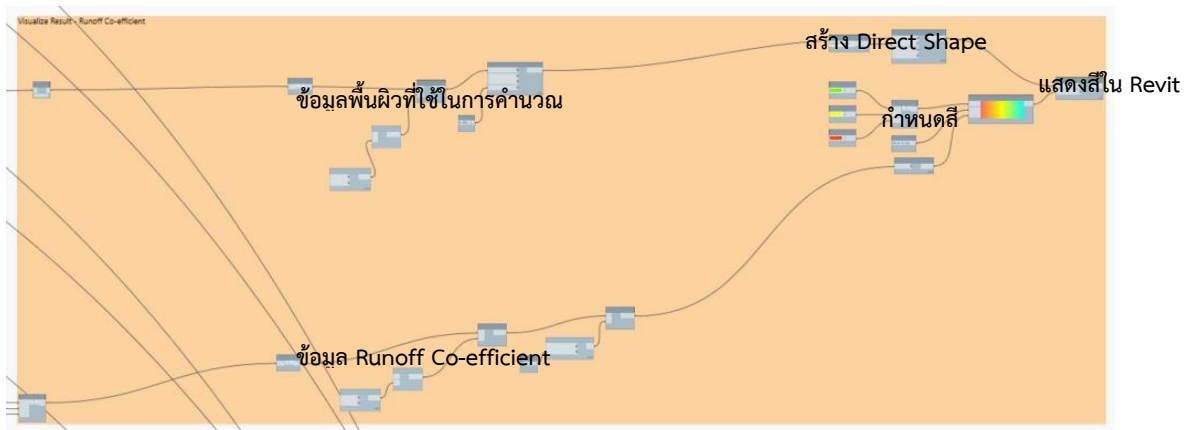 Visualize Result - Runoff Co-efficient
สร้าง Direct Shape
แสดงสีใน Revit
ข้อมูลพื้นผิวที่ใช้ในการคำนวณ
กำหนดสี
ข้อมูล Runoff Co-efficient